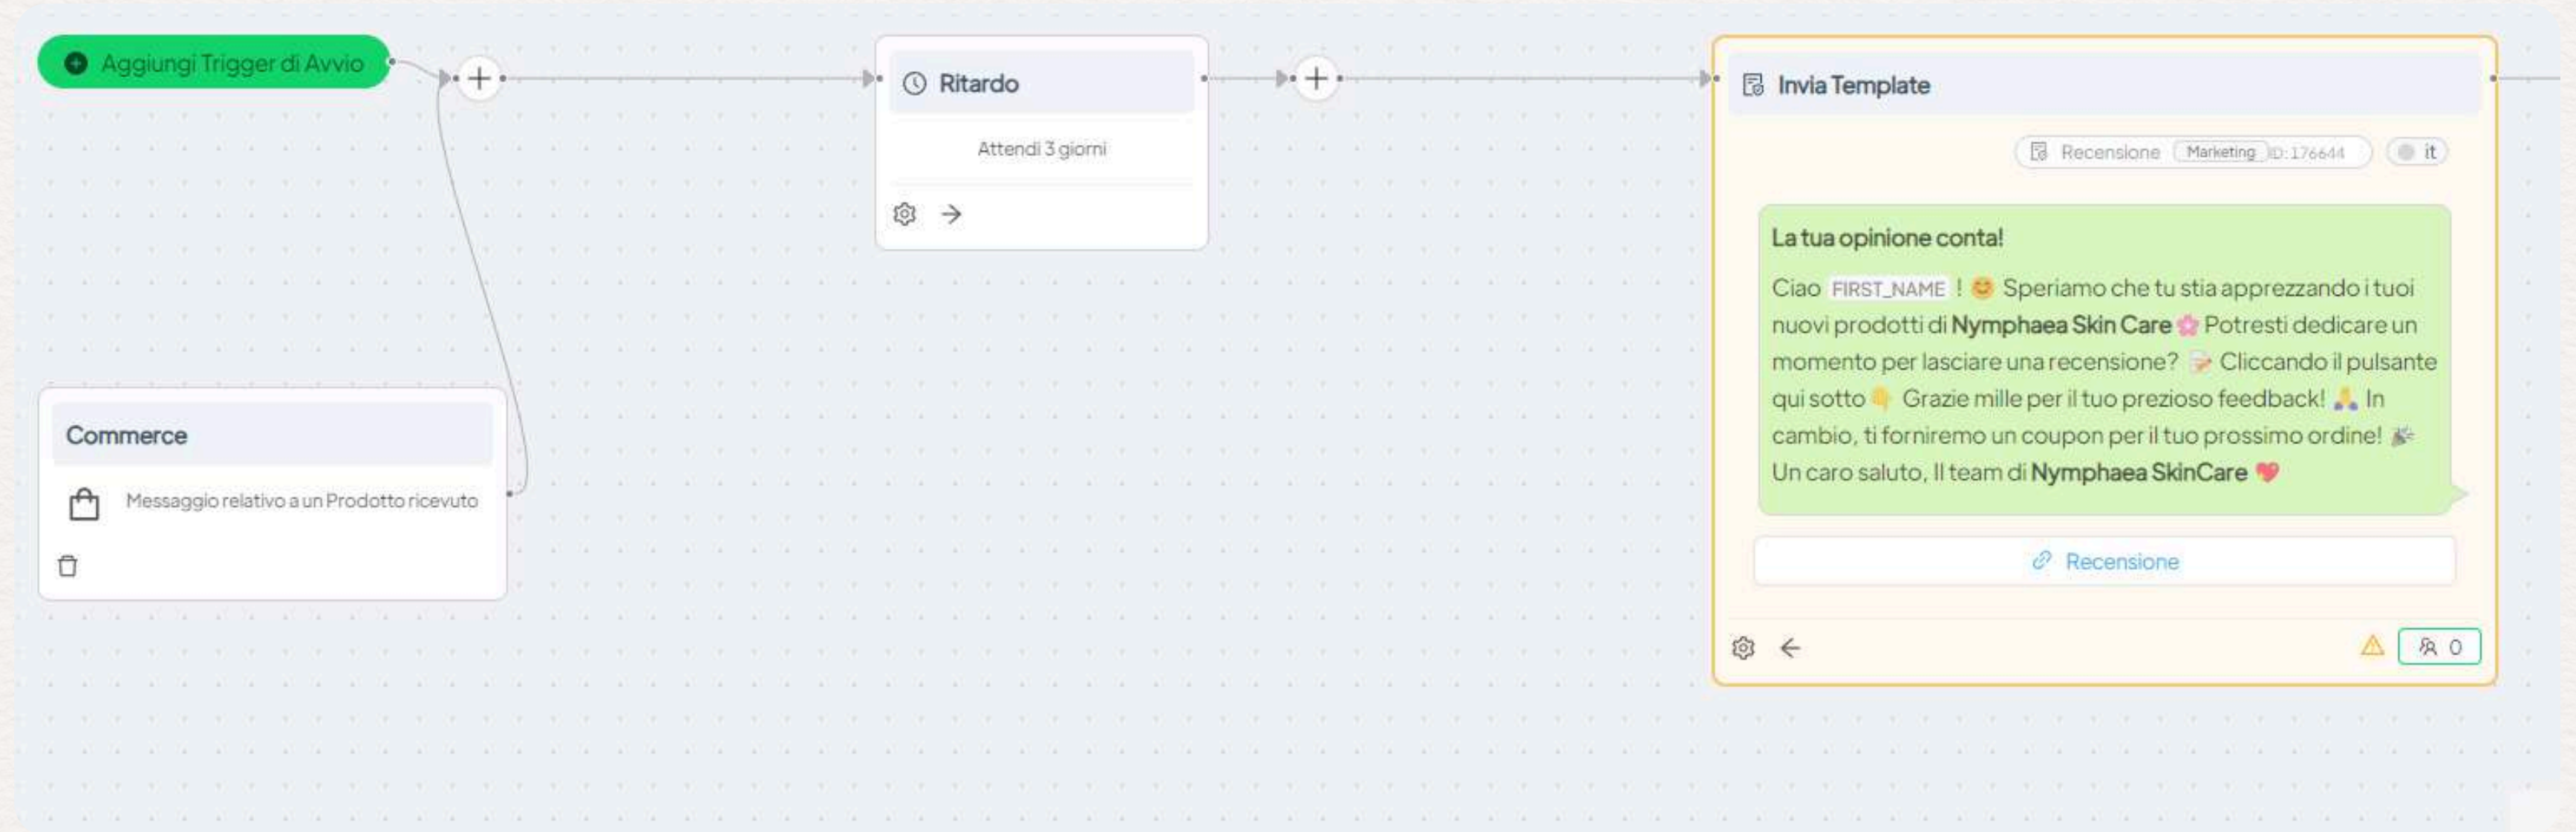 Aggiungi Trigger di Avvio
Ritardo
Attendi 3 giorni
Commerce
Messaggio relativo a un Prodotto ricevuto
Invia Template
Recensione Marketing ID:176644 it
La tua opinione conta!
Ciao FIRST_NAME ! 😊 Speriamo che tu stia apprezzando i tuoi
nuovi prodotti di Nymphaea Skin Care 🌸 Potresti dedicare un
momento per lasciare una recensione? 📝 Cliccando il pulsante
qui sotto 👇 Grazie mille per il tuo prezioso feedback! 🙏 In
cambio, ti forniremo un coupon per il tuo prossimo ordine! 🎉
Un caro saluto, Il team di Nymphaea SkinCare 💖
Recensione
0